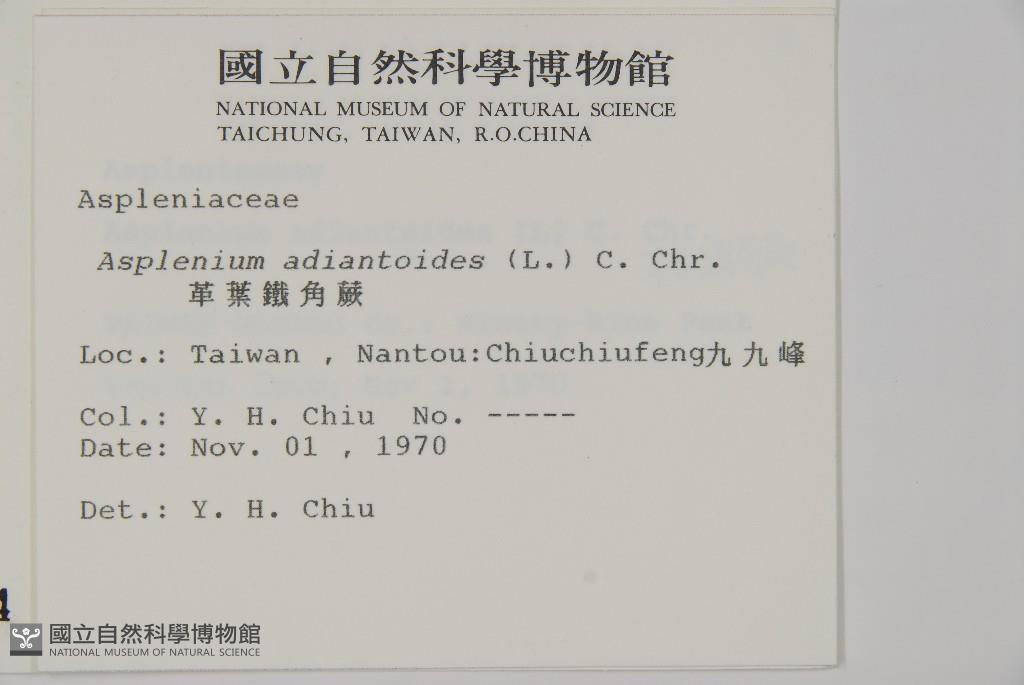 國立自然科學博物館
NATIONAL MUSEUM OF NATURAL SCIENCE
TAICHUNG, TAIWAN, R.O.CHINA
Aspleniaceae
Asplenium adiantoides (L.) C. Chr.
革葉鐵角蕨
Loc.: Taiwan , Nantou:Chiuchiufeng九九峰
Col.: Y. H. Chiu No. -----
Date: Nov. 01 , 1970
Det.: Y. H. Chiu
國立自然科學博物館
NATIONAL MUSEUM OF NATURAL SCIENCE